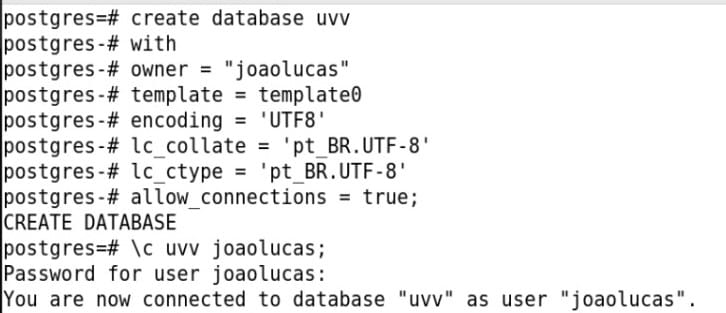 postgres=# create database uvv
postgres-# with
postgres-# owner = "joaolucas"
postgres-# template = template0
postgres-# encoding = 'UTF8'
postgres-# lc_collate = 'pt_BR.UTF-8'
postgres-# lc_ctype = 'pt_BR.UTF-8'
postgres-# allow_connections = true;
CREATE DATABASE
postgres=# \c uvv joaolucas;
Password for user joaolucas:
You are now connected to database "uvv" as user "joaolucas".